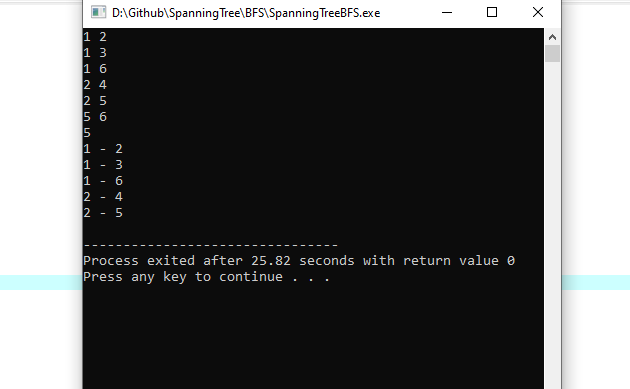 D:\Github\SpanningTree\BFS\SpanningTreeBFS.exe
1 2
1 3
1 6
2 4
2 5
5 6
5
1 - 2
1 - 3
1 - 6
2 - 4
2 - 5
--------------------------------
Process exited after 25.82 seconds with return value 0
Press any key to continue . . .